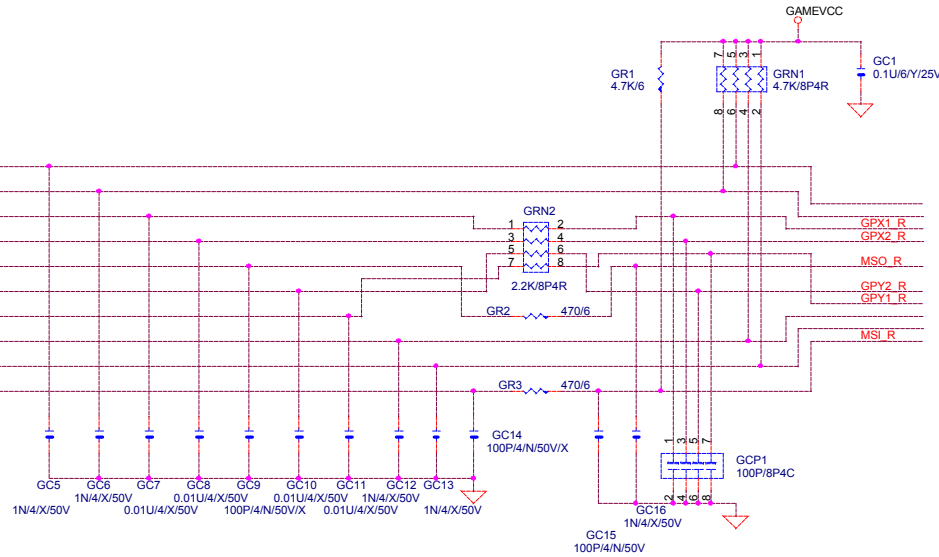 GAMEVCC
GR1
4.7K/6
7 5 3 1
GRN1
4.7K/8P4R
8 6 4 2
GC1
0.1U/6/Y/25V
GRN2
1 2
3 4
5 6
7 8
2.2K/8P4R
GPX1_R
GPX2_R
MSO_R
GPY2_R
GPY1_R
MSI_R
GR2 470/6
GR3 470/6
GC14
100P/4/N/50V/X
1 3 5 7
GCP1
100P/8P4C
2 4 6 8
GC5 GC6 GC7 GC8 GC9 GC10 GC11 GC12 GC13
1N/4/X/50V 0.01U/4/X/50V 0.01U/4/X/50V 1N/4/X/50V
1N/4/X/50V 0.01U/4/X/50V 100P/4/N/50V/X 0.01U/4/X/50V 1N/4/X/50V
GC16
1N/4/X/50V
GC15
100P/4/N/50V